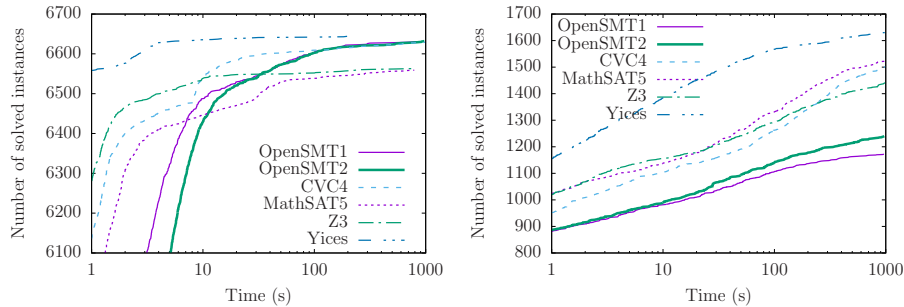 Number of solved instances
6700
6600
6500
6400
6300
6200
6100
1
10
100
1000
Time (s)
OpenSMT1
OpenSMT2
CVC4
MathSAT5
Z3
Yices
Number of solved instances
1700
1600
1500
1400
1300
1200
1100
1000
900
800
1
10
100
1000
Time (s)
OpenSMT1
OpenSMT2
CVC4
MathSAT5
Z3
Yices